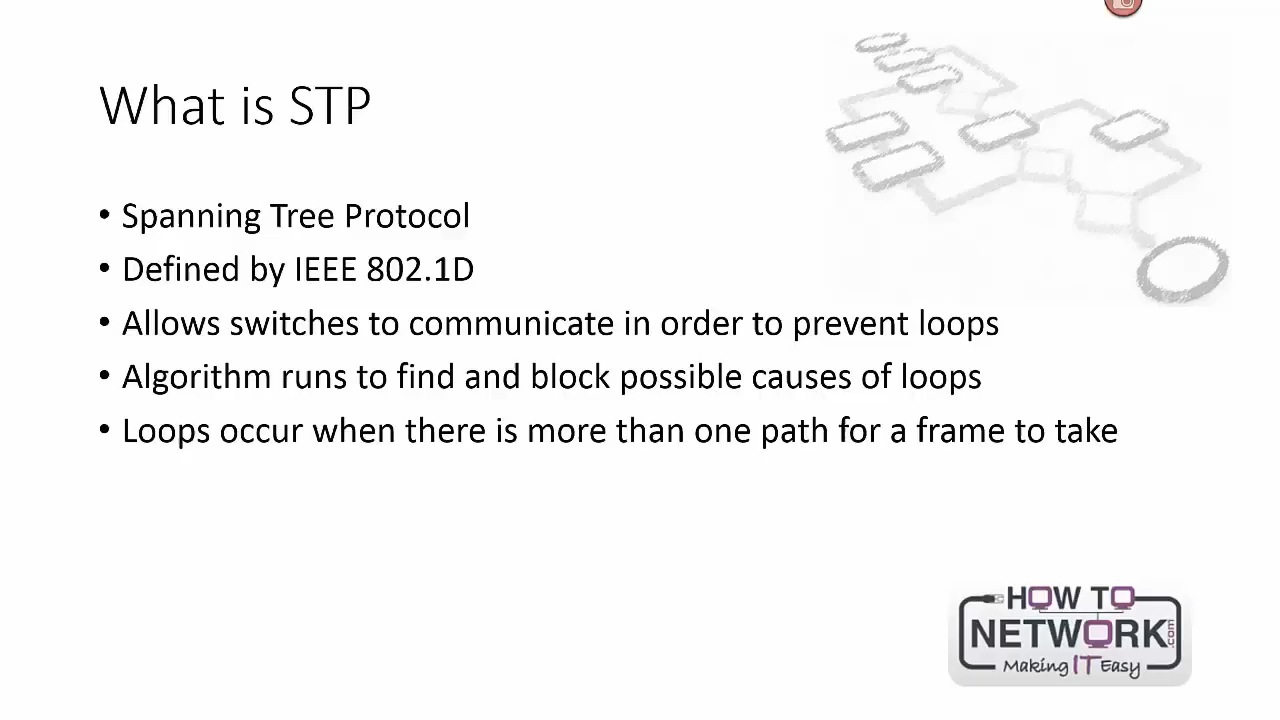 What is STP
• Spanning Tree Protocol
• Defined by IEEE 802.1D
• Allows switches to communicate in order to prevent loops
• Algorithm runs to find and block possible causes of loops
• Loops occur when there is more than one path for a frame to take
HOW TO
NETWORK.com
Making IT Easy